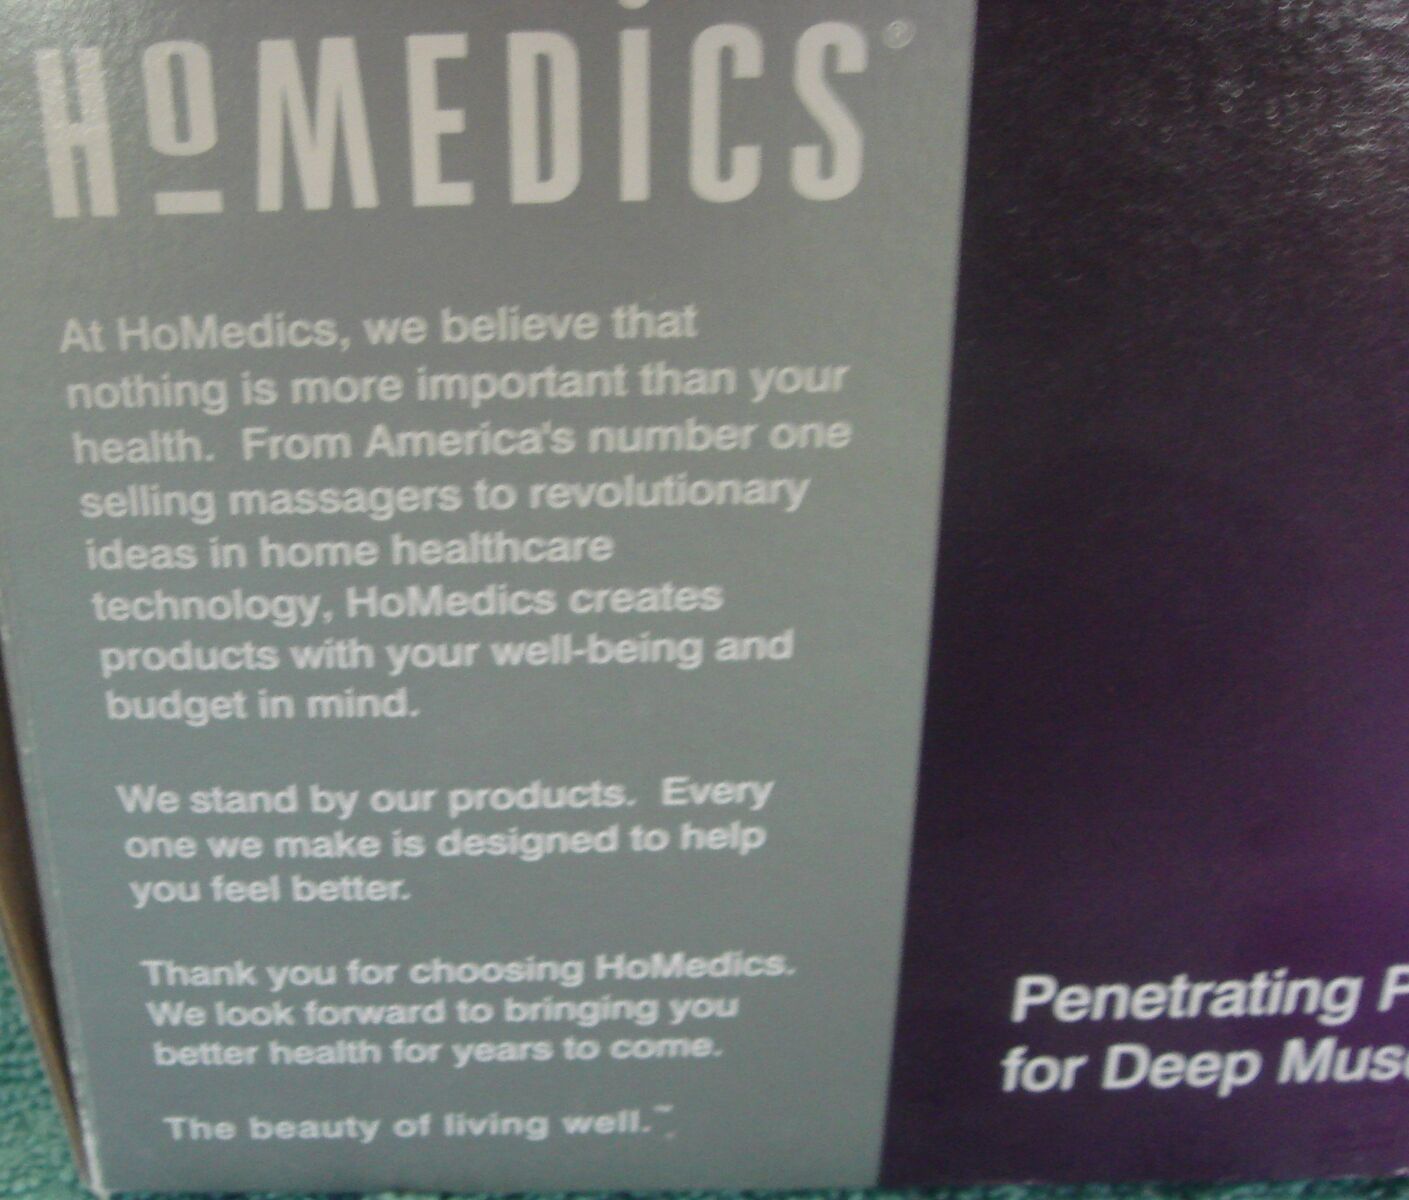 HoMEDiCS®
At HoMedics, we believe that
nothing is more important than your
health.  From America's number one
selling massagers to revolutionary
ideas in home healthcare
technology, HoMedics creates
products with your well-being and
budget in mind.
We stand by our products.  Every
one we make is designed to help
you feel better.
Thank you for choosing HoMedics.
We look forward to bringing you
better health for years to come.
The beauty of living well.™
Penetrating
for Deep